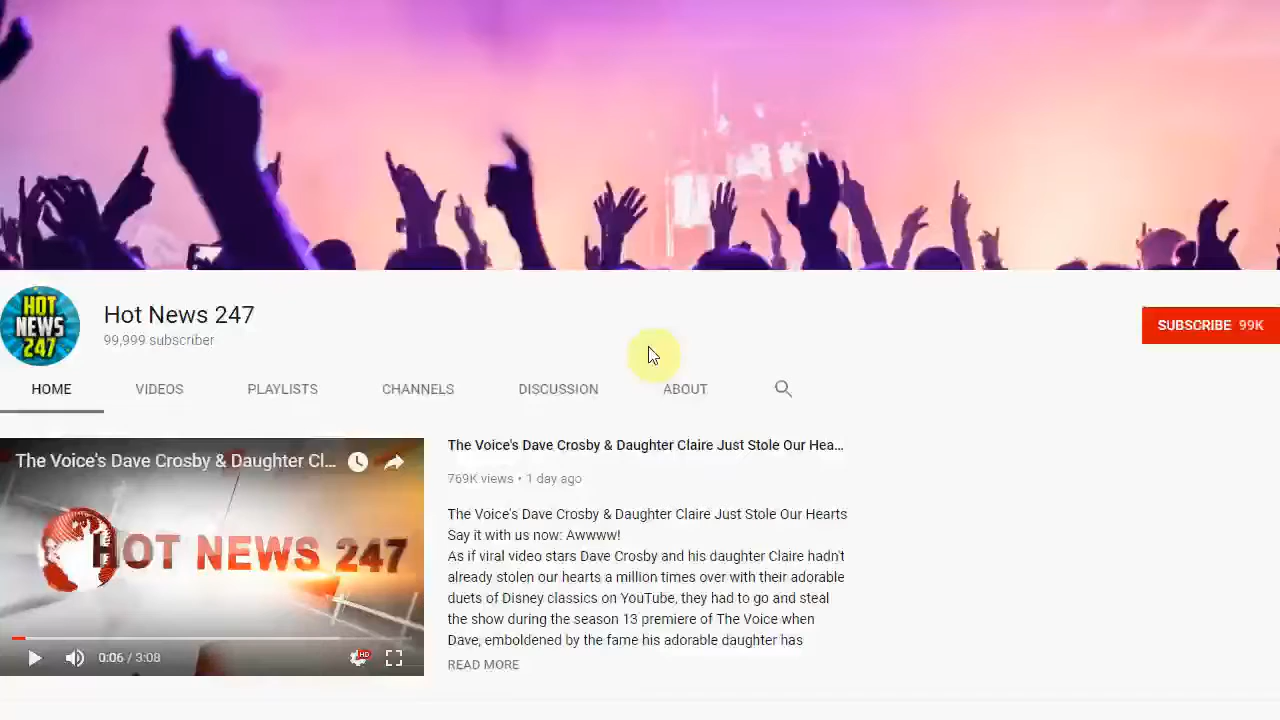 HOT
NEWS
247
Hot News 247
99,999 subscriber
SUBSCRIBE 99K
HOME VIDEOS PLAYLISTS CHANNELS DISCUSSION ABOUT
The Voice's Dave Crosby & Daughter Cl...
HOT NEWS 247
HD
0:06 / 3:08
The Voice's Dave Crosby & Daughter Claire Just Stole Our Hea...
769K views • 1 day ago
The Voice's Dave Crosby & Daughter Claire Just Stole Our Hearts
Say it with us now: Awwww!
As if viral video stars Dave Crosby and his daughter Claire hadn't
already stolen our hearts a million times over with their adorable
duets of Disney classics on YouTube, they had to go and steal
the show during the season 13 premiere of The Voice when
Dave, emboldened by the fame his adorable daughter has
READ MORE